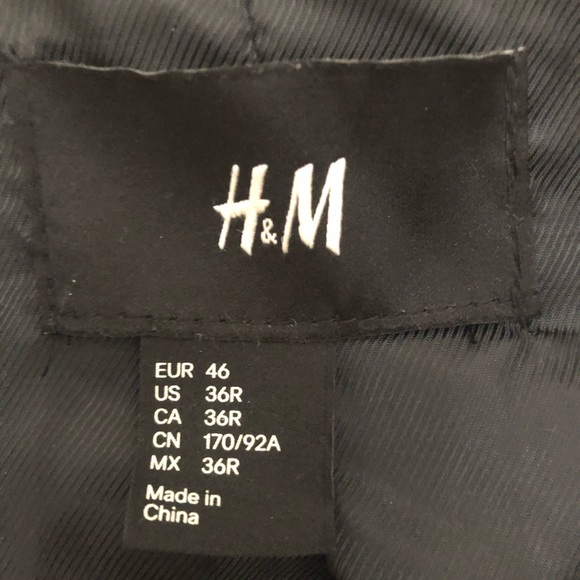 H&M
EUR 46
US 36R
CA 36R
CN 170/92A
MX 36R
Made in
China